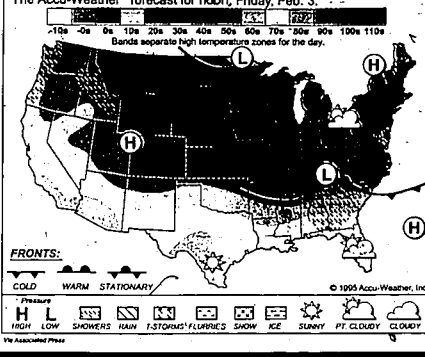 The Accu-Weather forecast for noon, Friday, Feb. 3.
-10s -0s 0s 10s 20s 30s 40s 50s 60s 70s 80s 90s 100s 110s
Bands separate high temperature zones for the day.
L
H
H
L
H
FRONTS:
COLD WARM STATIONARY
© 1995 Accu-Weather, Inc
Pressure
H L
HIGH LOW SHOWERS RAIN T-STORMS FLURRIES SNOW ICE SUNNY PT. CLOUDY CLOUDY
Via Associated Press